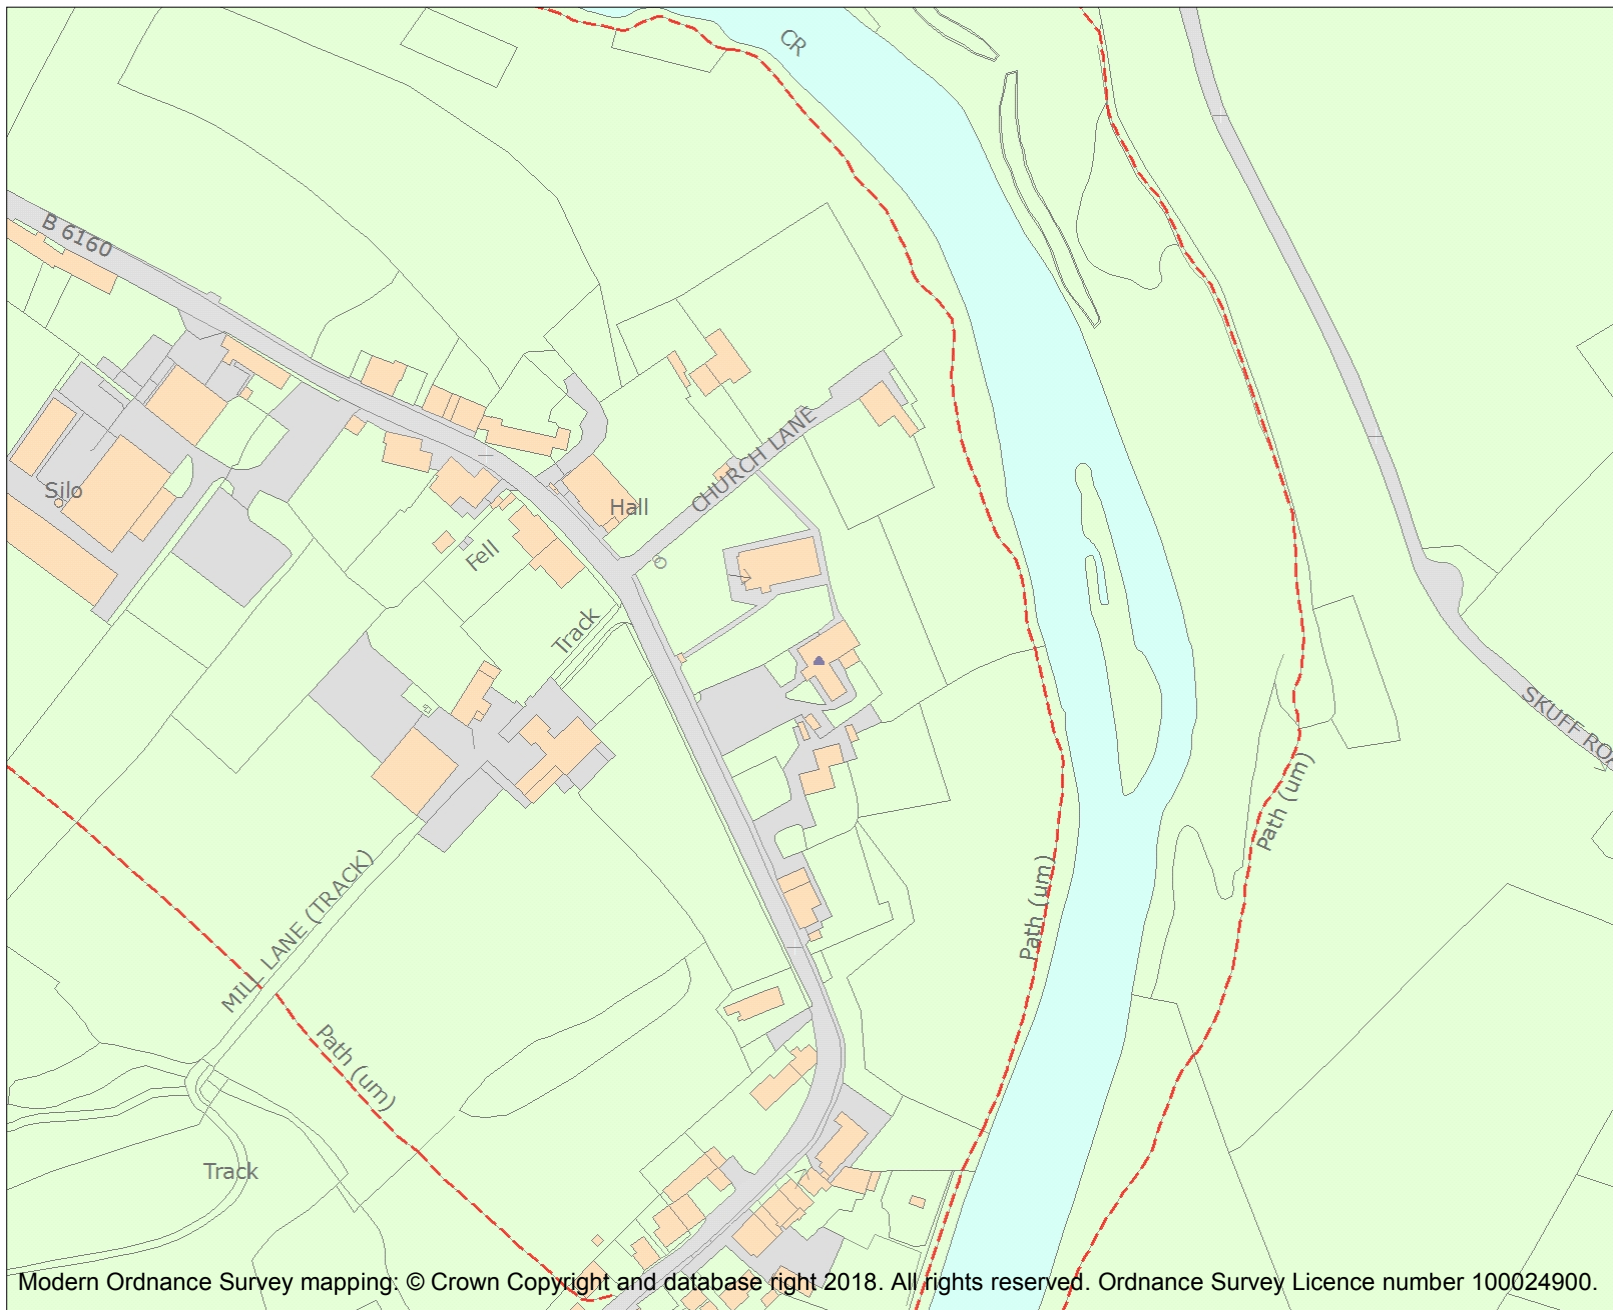 CR
B 6160
CHURCH LANE
Silo
Hall
Fell
Track
SKUFF ROA
Path (um)
Path (um)
MILL LANE (TRACK)
Path (um)
Track
Modern Ordnance Survey mapping: © Crown Copyright and database right 2018. All rights reserved. Ordnance Survey Licence number 100024900.